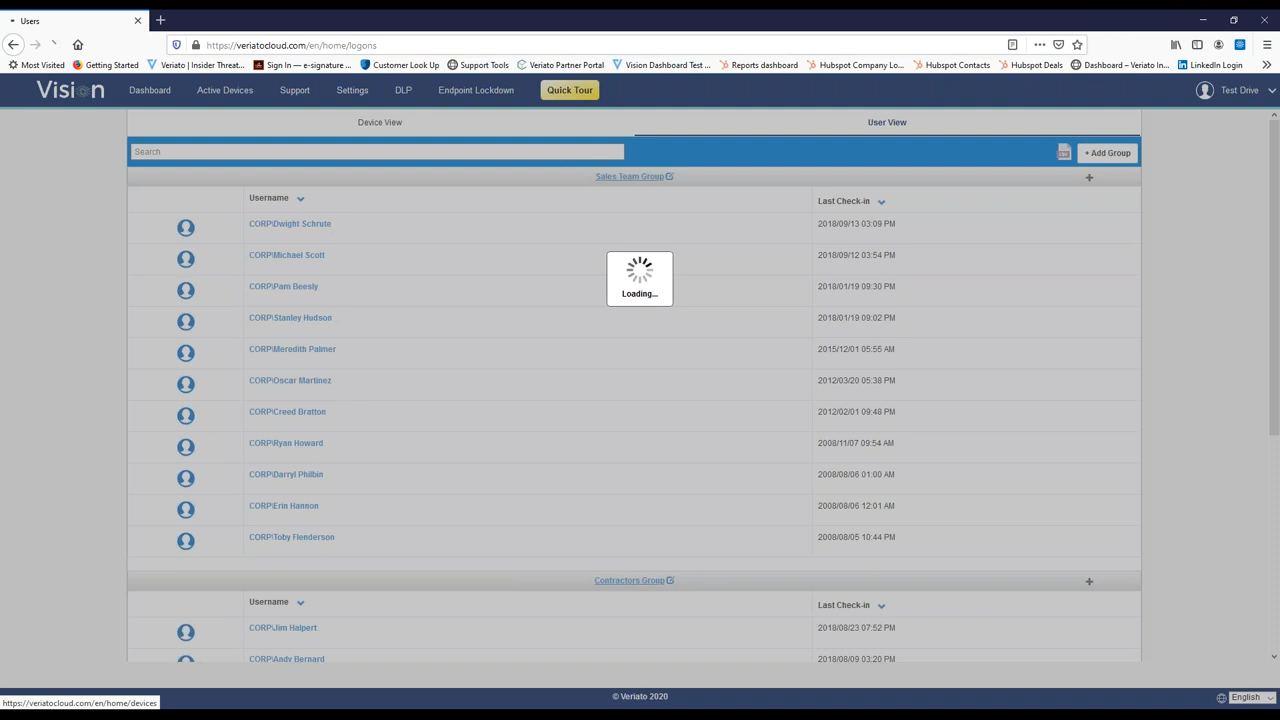 Users
https://veriatocloud.com/en/home/logons
Most Visited Getting Started Veriato | Insider Threat... Sign In — e-signature ... Customer Look Up Support Tools Veriato Partner Portal Vision Dashboard Test ... Reports dashboard Hubspot Company Lo... Hubspot Contacts Hubspot Deals Dashboard – Veriato In... LinkedIn Login
Vision Dashboard Active Devices Support Settings DLP Endpoint Lockdown Quick Tour Test Drive
Device View User View
Search + Add Group
Sales Team Group
Username Last Check-in
CORP\Dwight Schrute 2018/09/13 03:09 PM
CORP\Michael Scott 2018/09/12 03:54 PM
CORP\Pam Beesly 2018/01/19 09:30 PM
Loading...
CORP\Stanley Hudson 2018/01/19 09:02 PM
CORP\Meredith Palmer 2015/12/01 05:55 AM
CORP\Oscar Martinez 2012/03/20 05:38 PM
CORP\Creed Bratton 2012/02/01 09:48 PM
CORP\Ryan Howard 2008/11/07 09:54 AM
CORP\Darryl Philbin 2008/08/06 01:00 AM
CORP\Erin Hannon 2008/08/06 12:01 AM
CORP\Toby Flenderson 2008/08/05 10:44 PM
Contractors Group
Username Last Check-in
CORP\Jim Halpert 2018/08/23 07:52 PM
CORP\Andy Bernard 2018/08/09 03:20 PM
© Veriato 2020 English
https://veriatocloud.com/en/home/devices